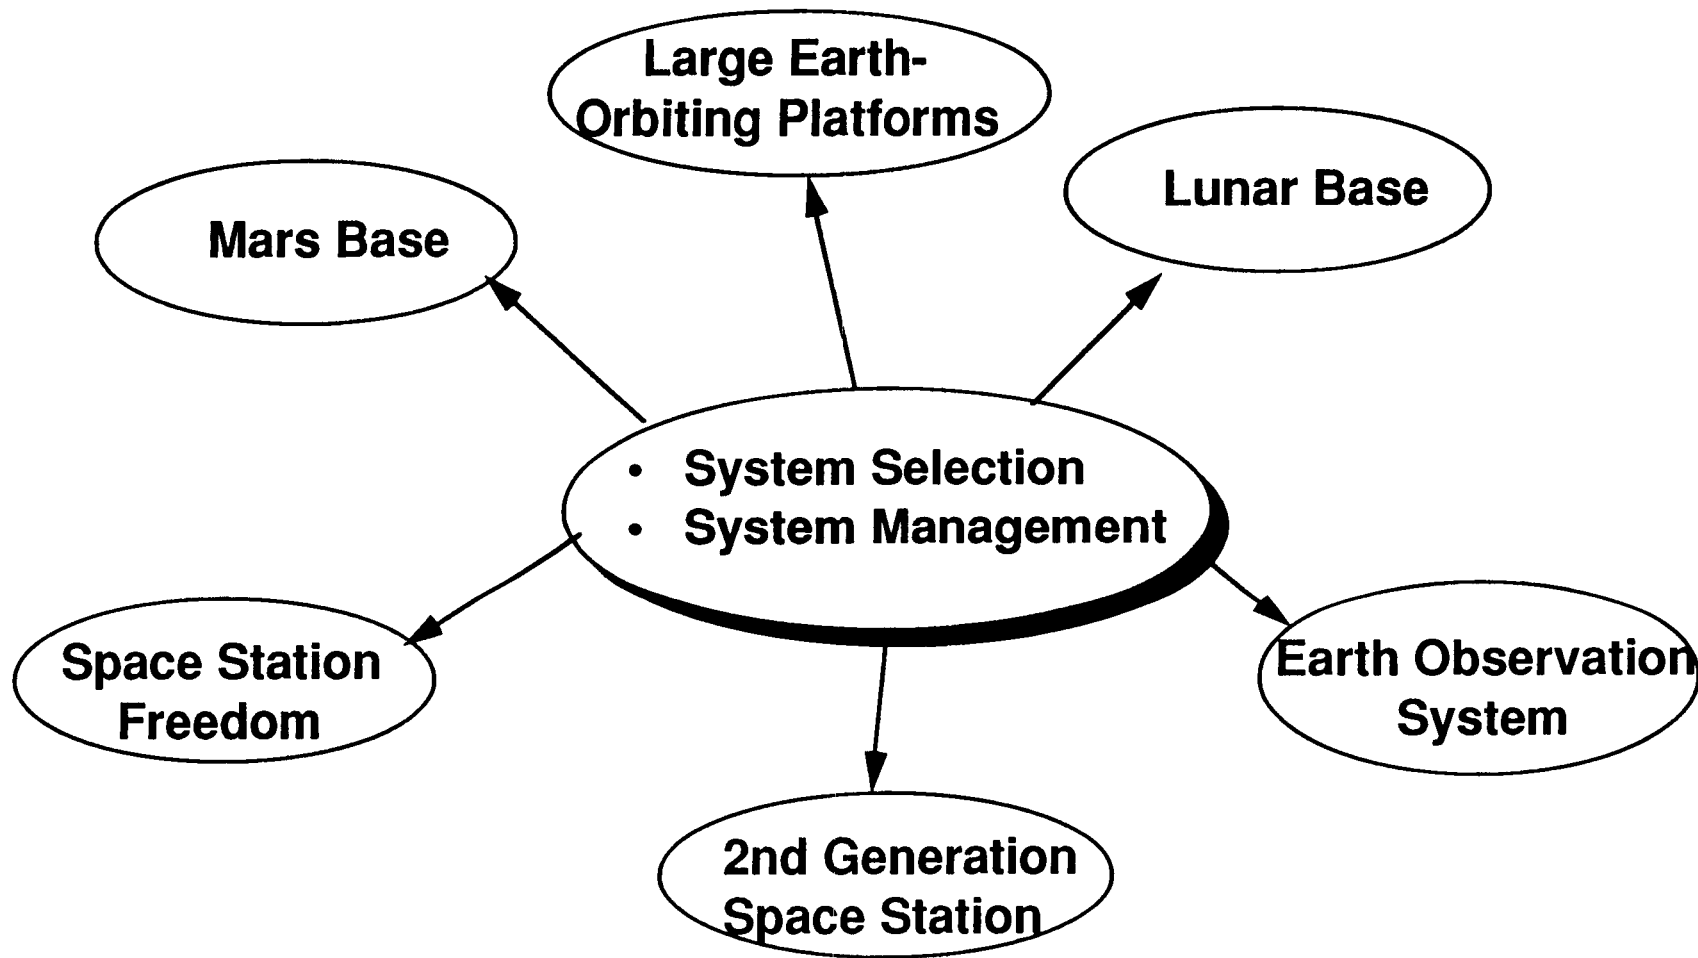 Large Earth-
Orbiting Platforms
Lunar Base
Mars Base
• System Selection
• System Management
Space Station
Freedom
Earth Observation
System
2nd Generation
Space Station